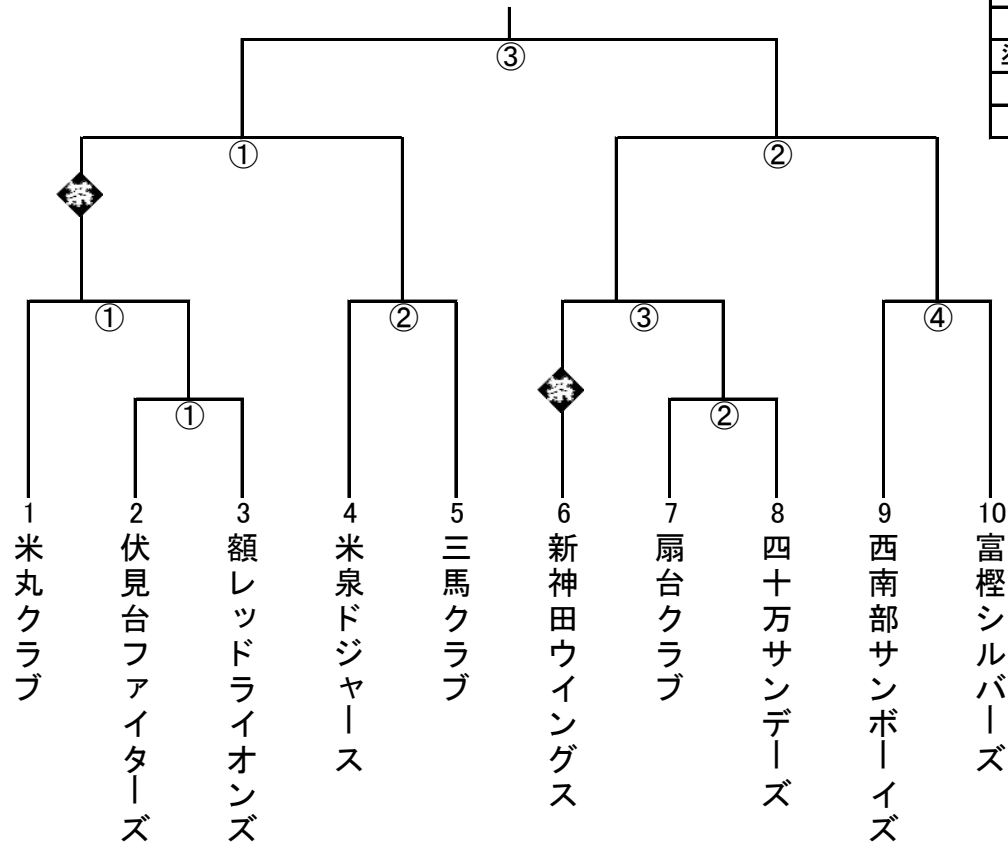 ③
①
②
①
②
③
④
①
②
1
米丸クラブ
2
伏見台ファイターズ
3
額レッドライオンズ
4
米泉ドジャース
5
三馬クラブ
6
新神田ウイングス
7
扇台クラブ
8
四十万サンデーズ
9
西南部サンボーイズ
10
富樫シルバーズ